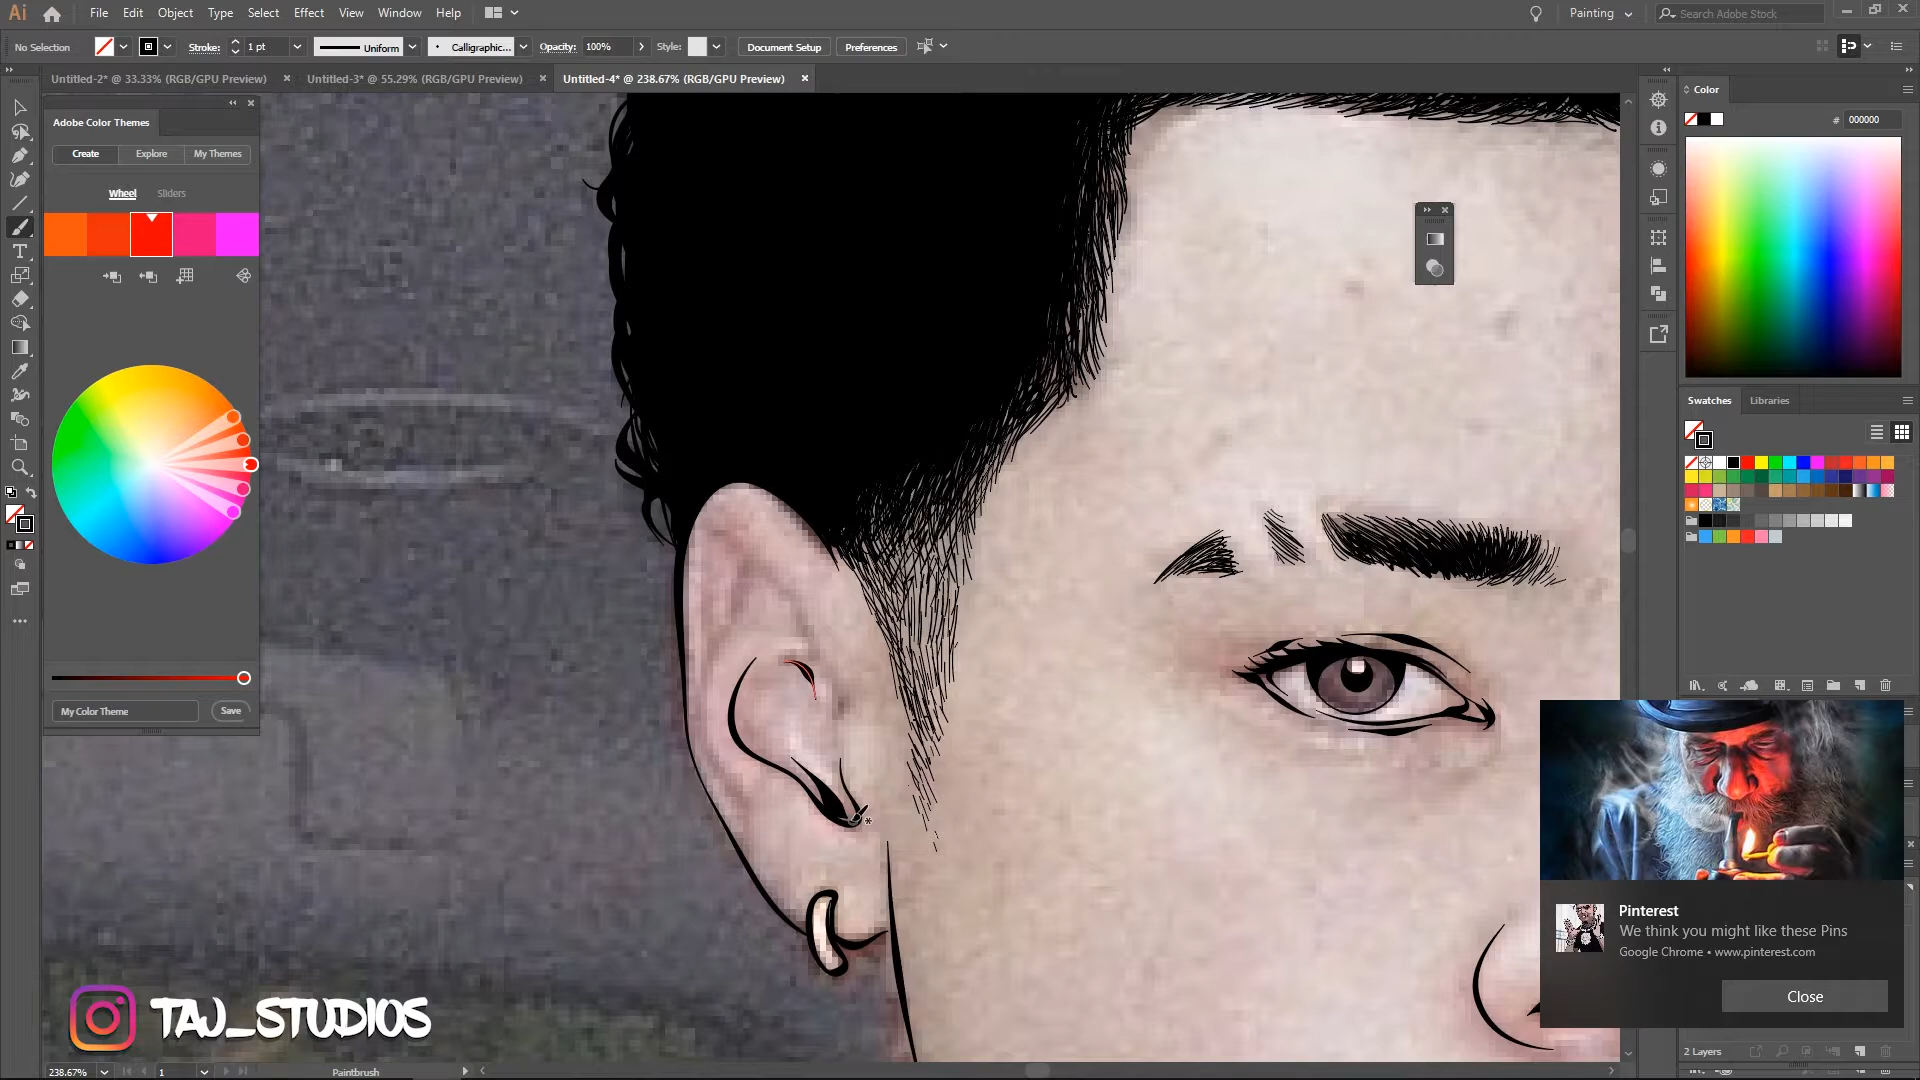 Ai File Edit Object Type Select Effect View Window Help Painting Search Adobe Stock
No Selection Stroke: 1 pt Uniform Calligraphic... Opacity: 100% Style: Document Setup Preferences
Untitled-2* @ 33.33% (RGB/GPU Preview) Untitled-3* @ 55.29% (RGB/GPU Preview) Untitled-4* @ 238.67% (RGB/GPU Preview)
Color
Adobe Color Themes
# 000000
Create Explore My Themes
Wheel Sliders
Swatches Libraries
My Color Theme Save
Pinterest
We think you might like these Pins
Google Chrome • www.pinterest.com
Close
TAJ_STUDIOS
2 Layers
238.67% 1 Paintbrush